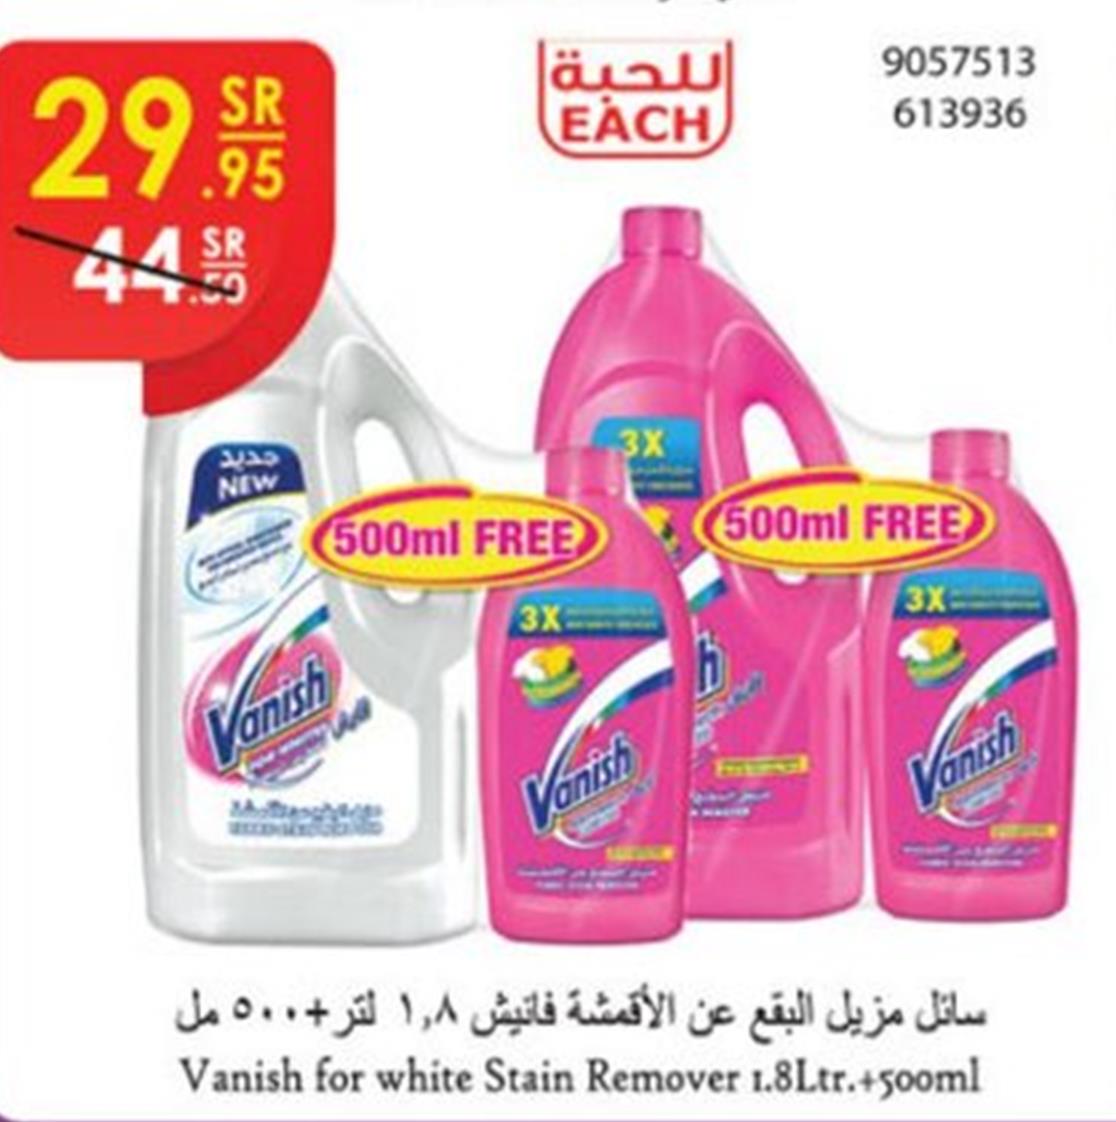 29.95 SR
44.50 SR
للحبة
EACH
9057513
613936
جديد
NEW
500ml FREE
500ml FREE
3X
3X
3X
Vanish
Vanish
Vanish
سائل مزيل البقع عن الأقمشة فانيش ١,٨ لتر+٥٠٠ مل
Vanish for white Stain Remover 1.8Ltr.+500ml